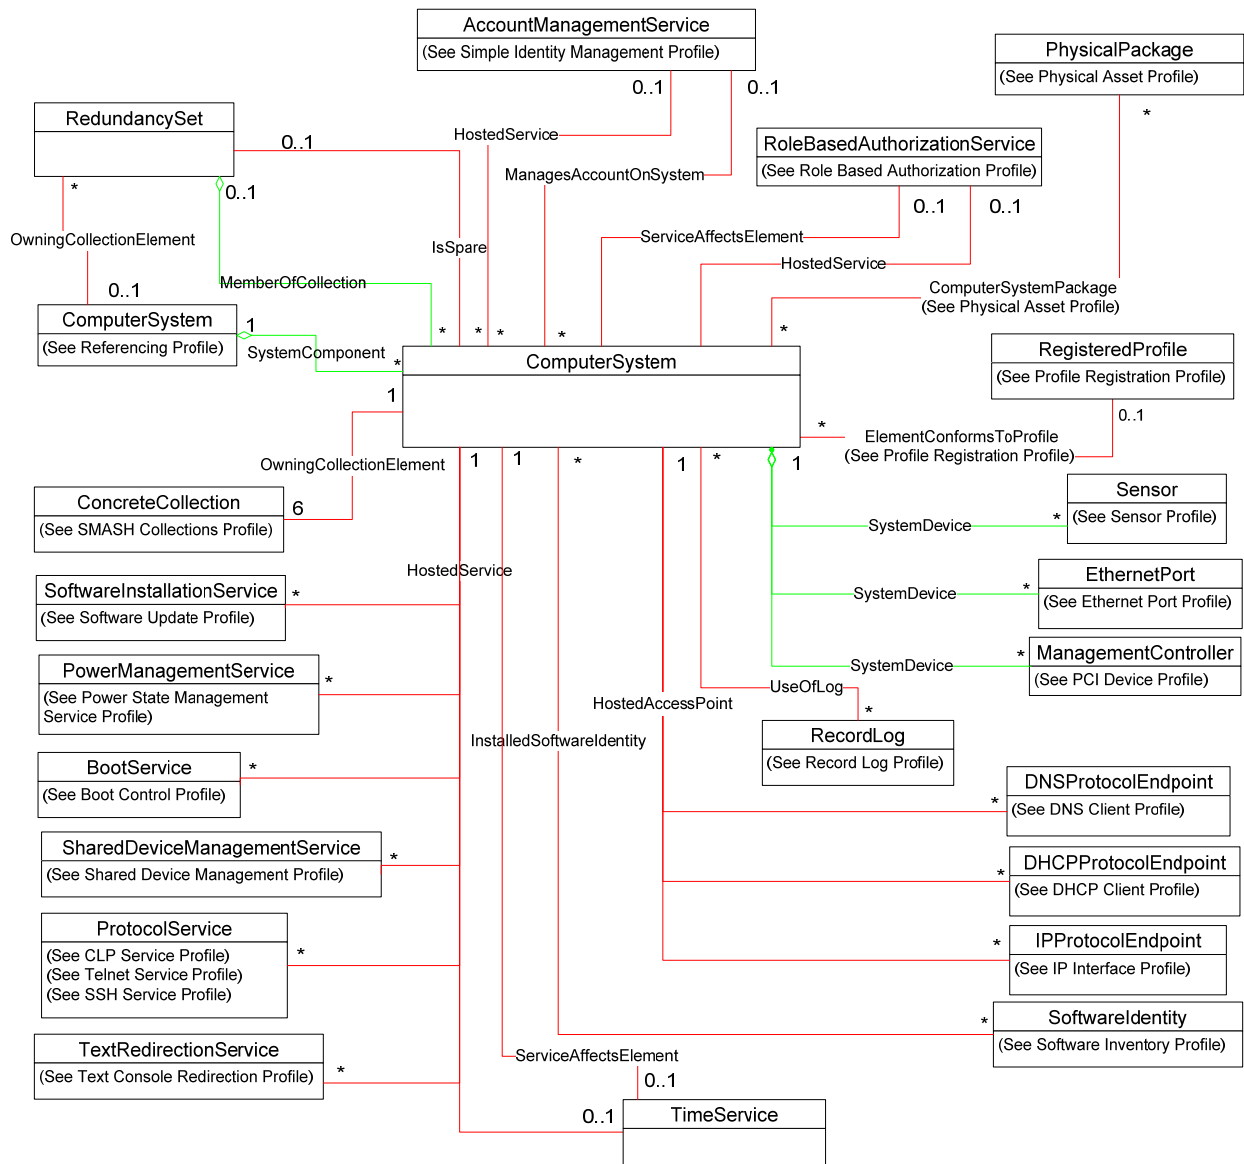 AccountManagementService
(See Simple Identity Management Profile)
0..1
0..1
PhysicalPackage
(See Physical Asset Profile)
*
RedundancySet
0..1
*
0..1
HostedService
ManagesAccountOnSystem
RoleBasedAuthorizationService
(See Role Based Authorization Profile)
0..1
0..1
OwningCollectionElement
0..1
IsSpare
ServiceAffectsElement
HostedService
MemberOfCollection
ComputerSystemPackage
(See Physical Asset Profile)
ComputerSystem
(See Referencing Profile)
1
SystemComponent
*
*
*
*
*
*
ComputerSystem
1
RegisteredProfile
(See Profile Registration Profile)
0..1
*
ElementConformsToProfile
(See Profile Registration Profile)
OwningCollectionElement
1
1
*
1
*
1
ConcreteCollection
(See SMASH Collections Profile)
6
Sensor
(See Sensor Profile)
*
SystemDevice
HostedService
SoftwareInstallationService
(See Software Update Profile)
*
EthernetPort
(See Ethernet Port Profile)
*
SystemDevice
PowerManagementService
(See Power State Management
Service Profile)
*
ManagementController
(See PCI Device Profile)
*
SystemDevice
UseOfLog
*
HostedAccessPoint
InstalledSoftwareIdentity
RecordLog
(See Record Log Profile)
BootService
(See Boot Control Profile)
*
DNSProtocolEndpoint
(See DNS Client Profile)
*
SharedDeviceManagementService
(See Shared Device Management Profile)
*
DHCPProtocolEndpoint
(See DHCP Client Profile)
*
ProtocolService
(See CLP Service Profile)
(See Telnet Service Profile)
(See SSH Service Profile)
*
IPProtocolEndpoint
(See IP Interface Profile)
*
SoftwareIdentity
(See Software Inventory Profile)
*
TextRedirectionService
(See Text Console Redirection Profile)
*
ServiceAffectsElement
0..1
0..1
TimeService